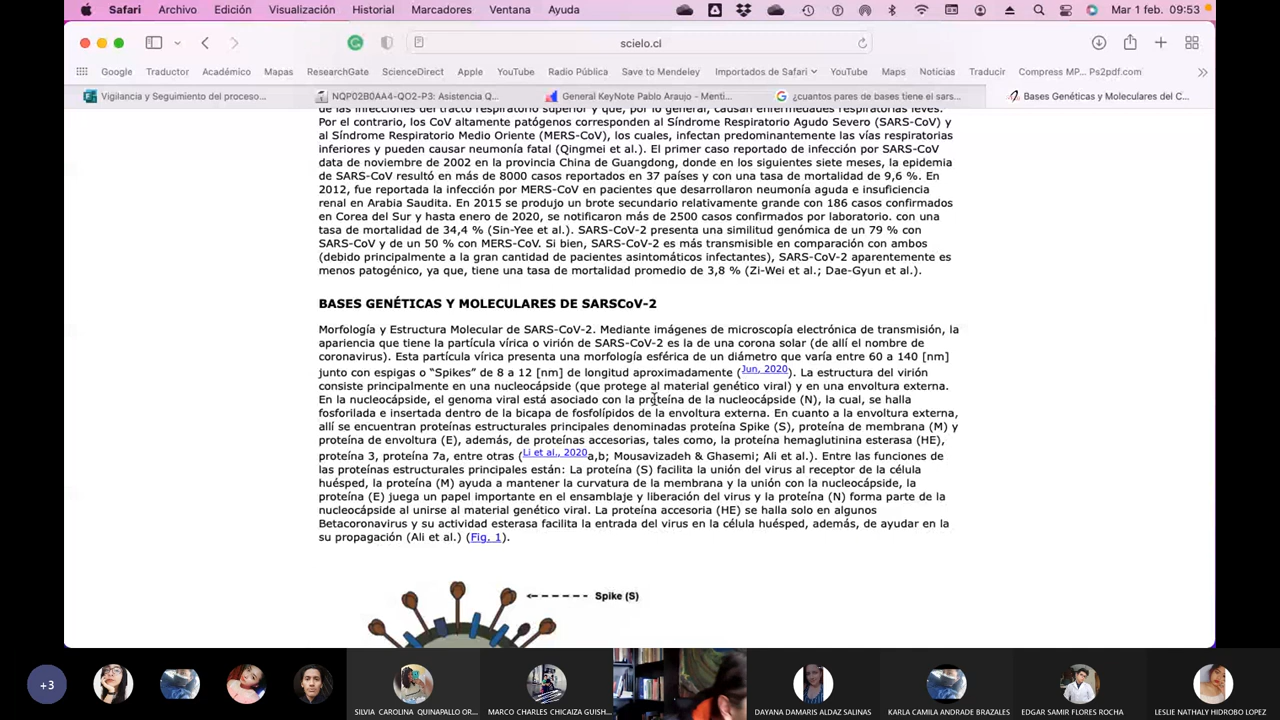 Safari Archivo Edición Visualización Historial Marcadores Ventana Ayuda Mar 1 feb. 09:53
scielo.cl
Google Traductor Académico Mapas ResearchGate ScienceDirect Apple YouTube Radio Pública Save to Mendeley Importados de Safari YouTube Maps Noticias Traducir Compress MP... Ps2pdf.com
Vigilancia y Seguimiento del proceso... NQP02B0A4-QO2-P3: Asistencia Q... General KeyNote Pablo Araujo - Menti... ¿cuantos pares de bases tiene el sars... Bases Genéticas y Moleculares del C...
de las infecciones del tracto respiratorio superior y que, por lo general, causan enfermedades respiratorias leves.
Por el contrario, los CoV altamente patógenos corresponden al Síndrome Respiratorio Agudo Severo (SARS-CoV) y
al Síndrome Respiratorio Medio Oriente (MERS-CoV), los cuales, infectan predominantemente las vías respiratorias
inferiores y pueden causar neumonía fatal (Qingmei et al.). El primer caso reportado de infección por SARS-CoV
data de noviembre de 2002 en la provincia China de Guangdong, donde en los siguientes siete meses, la epidemia
de SARS-CoV resultó en más de 8000 casos reportados en 37 países y con una tasa de mortalidad de 9,6 %. En
2012, fue reportada la infección por MERS-CoV en pacientes que desarrollaron neumonía aguda e insuficiencia
renal en Arabia Saudita. En 2015 se produjo un brote secundario relativamente grande con 186 casos confirmados
en Corea del Sur y hasta enero de 2020, se notificaron más de 2500 casos confirmados por laboratorio. con una
tasa de mortalidad de 34,4 % (Sin-Yee et al.). SARS-CoV-2 presenta una similitud genómica de un 79 % con
SARS-CoV y de un 50 % con MERS-CoV. Si bien, SARS-CoV-2 es más transmisible en comparación con ambos
(debido principalmente a la gran cantidad de pacientes asintomáticos infectantes), SARS-CoV-2 aparentemente es
menos patogénico, ya que, tiene una tasa de mortalidad promedio de 3,8 % (Zi-Wei et al.; Dae-Gyun et al.).
BASES GENÉTICAS Y MOLECULARES DE SARSCoV-2
Morfología y Estructura Molecular de SARS-CoV-2. Mediante imágenes de microscopía electrónica de transmisión, la
apariencia que tiene la partícula vírica o virión de SARS-CoV-2 es la de una corona solar (de allí el nombre de
coronavirus). Esta partícula vírica presenta una morfología esférica de un diámetro que varía entre 60 a 140 [nm]
junto con espigas o “Spikes” de 8 a 12 [nm] de longitud aproximadamente (Jun, 2020). La estructura del virión
consiste principalmente en una nucleocápside (que protege al material genético viral) y en una envoltura externa.
En la nucleocápside, el genoma viral está asociado con la proteína de la nucleocápside (N), la cual, se halla
fosforilada e insertada dentro de la bicapa de fosfolípidos de la envoltura externa. En cuanto a la envoltura externa,
allí se encuentran proteínas estructurales principales denominadas proteína Spike (S), proteína de membrana (M) y
proteína de envoltura (E), además, de proteínas accesorias, tales como, la proteína hemaglutinina esterasa (HE),
proteína 3, proteína 7a, entre otras (Li et al., 2020a,b; Mousavizadeh & Ghasemi; Ali et al.). Entre las funciones de
las proteínas estructurales principales están: La proteína (S) facilita la unión del virus al receptor de la célula
huésped, la proteína (M) ayuda a mantener la curvatura de la membrana y la unión con la nucleocápside, la
proteína (E) juega un papel importante en el ensamblaje y liberación del virus y la proteína (N) forma parte de la
nucleocápside al unirse al material genético viral. La proteína accesoria (HE) se halla solo en algunos
Betacoronavirus y su actividad esterasa facilita la entrada del virus en la célula huésped, además, de ayudar en la
su propagación (Ali et al.) (Fig. 1).
Spike (S)
+3
SILVIA CAROLINA QUINAPALLO OR... MARCO CHARLES CHICAIZA GUISH... DAYANA DAMARIS ALDAZ SALINAS KARLA CAMILA ANDRADE BRAZALES EDGAR SAMIR FLORES ROCHA LESLIE NATHALY HIDROBO LOPEZ